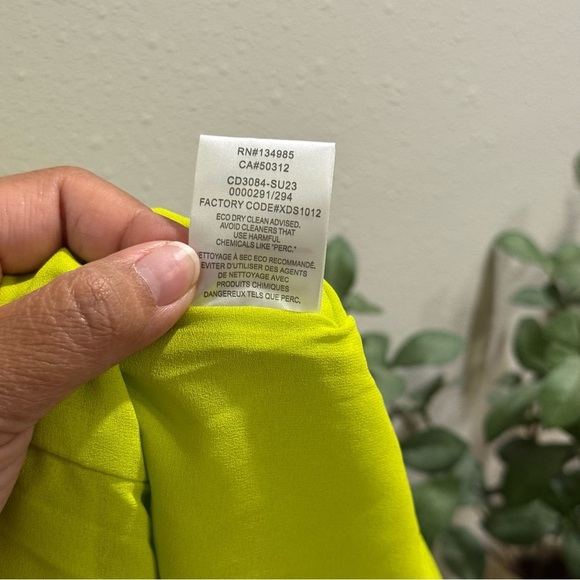 RN#134985
CA#50312
CD3084-SU23
0000291/294
FACTORY CODE#XDS1012
ECO DRY CLEAN ADVISED.
AVOID CLEANERS THAT
USE HARMFUL
CHEMICALS LIKE "PERC."
NETTOYAGE À SEC ECO RECOMMANDÉ.
EVITER D'UTILISER DES AGENTS
DE NETTOYAGE AVEC
PRODUITS CHIMIQUES
DANGEREUX TELS QUE PERC.